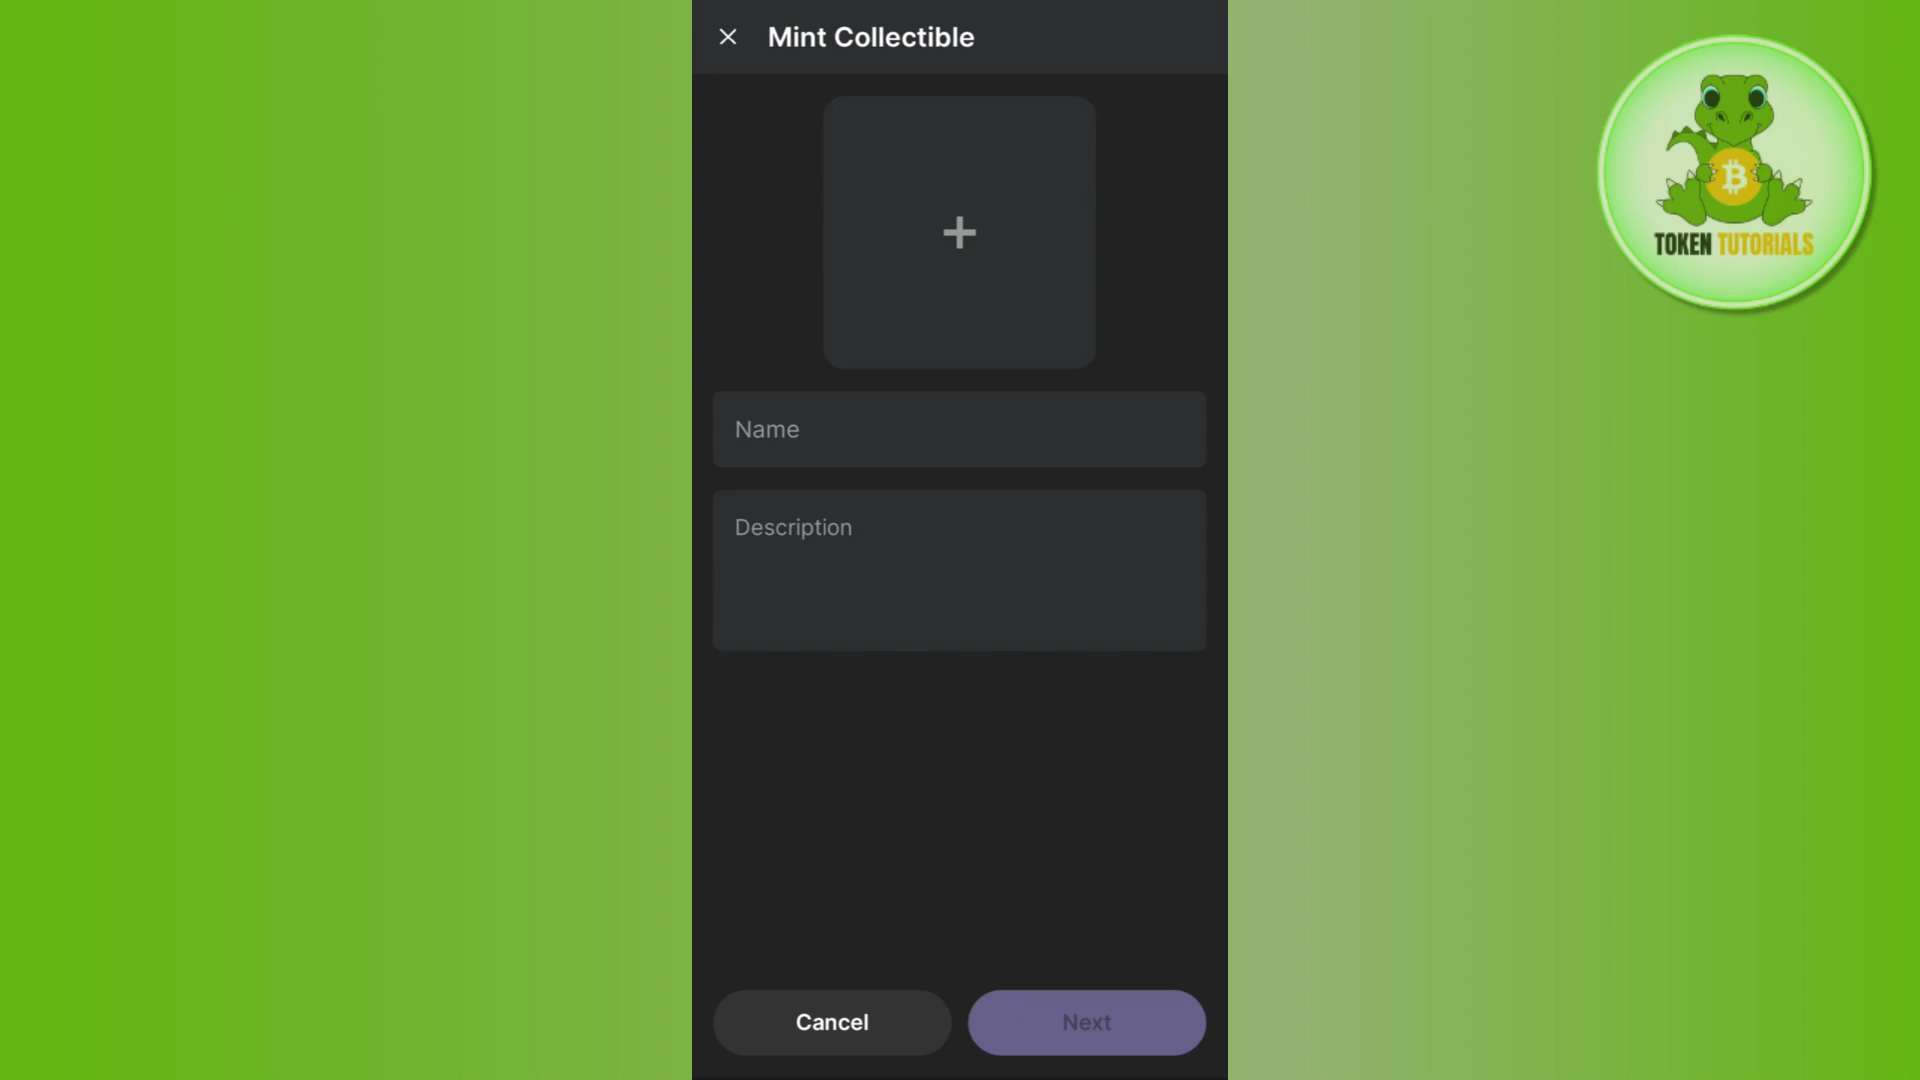 Mint Collectible
TOKEN TUTORIALS
Name
Description
Cancel
Next